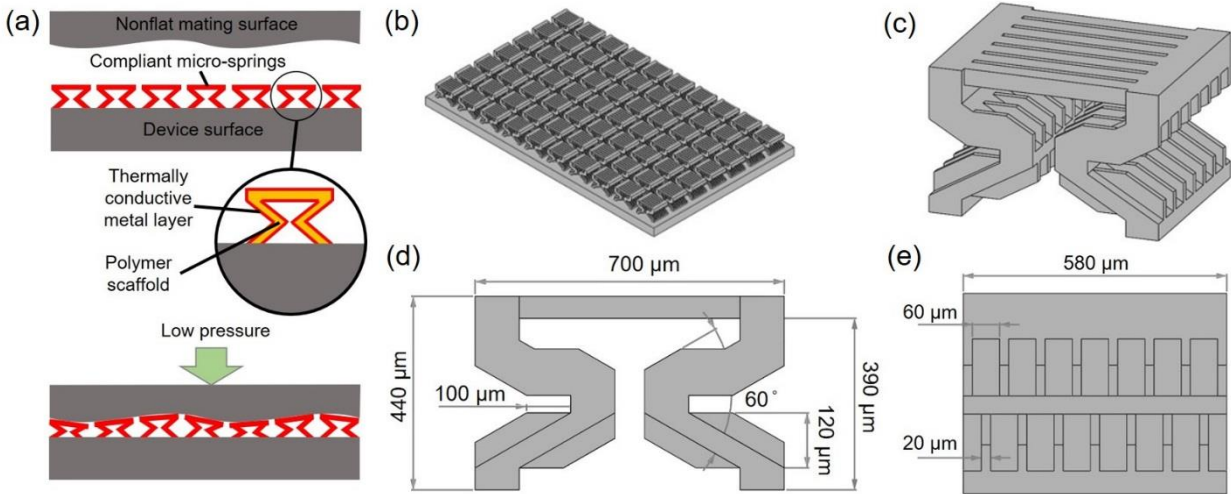 (a)
Nonflat mating surface
Compliant micro-springs
Device surface
Thermally
conductive
metal layer
Polymer
scaffold
Low pressure
(b)
(c)
(d)
700 µm
440 µm
100 µm
60°
120 µm
390 µm
(e)
580 µm
60 µm
20 µm